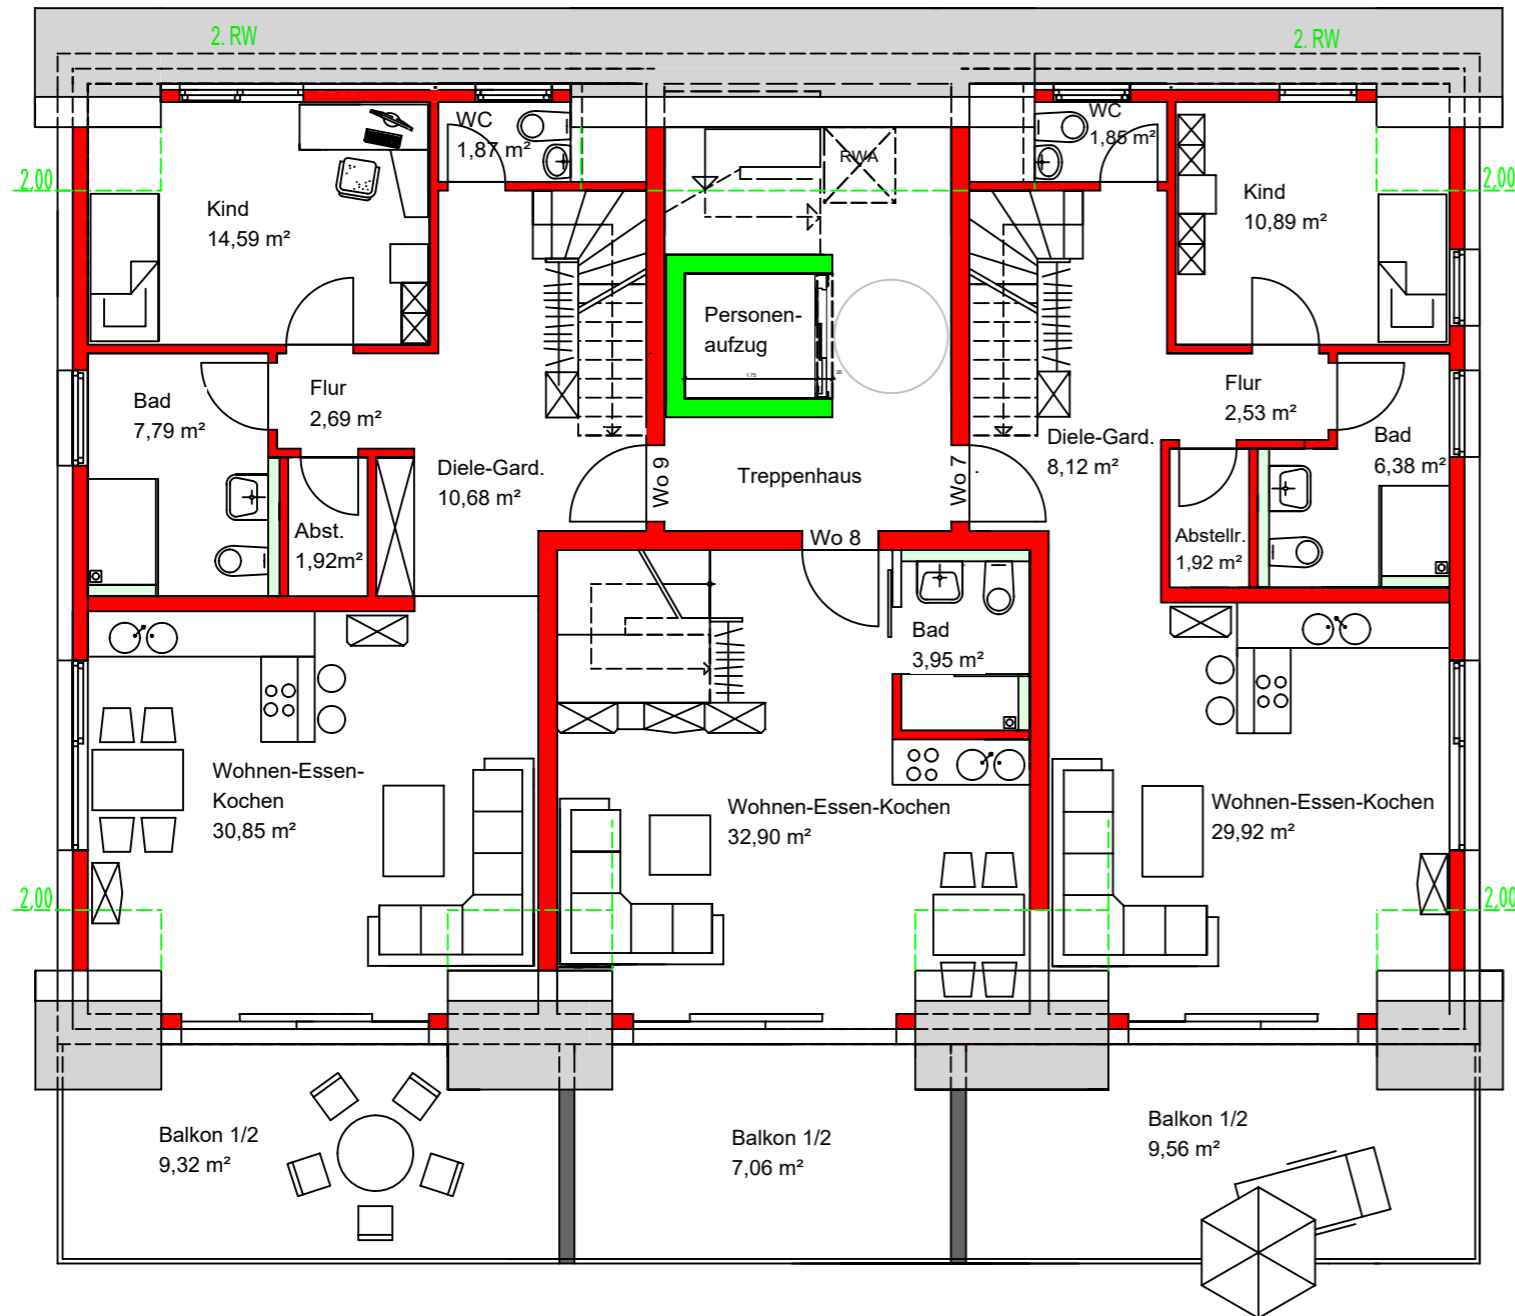 2. RW
2. RW
WC
1,87 m²
WC
1,85 m²
RWA
2,00
2,00
Kind
14,59 m²
Kind
10,89 m²
Personen-
aufzug
1.75
20
Bad
7,79 m²
Flur
2,69 m²
Flur
2,53 m²
Diele-Gard.
10,68 m²
Wo 9
Treppenhaus
Wo 7
Diele-Gard.
8,12 m²
Bad
6,38 m²
Abst.
1,92m²
Wo 8
Abstellr.
1,92 m²
Bad
3,95 m²
Wohnen-Essen-
Kochen
30,85 m²
Wohnen-Essen-Kochen
32,90 m²
Wohnen-Essen-Kochen
29,92 m²
2,00
2,00
Balkon 1/2
9,32 m²
Balkon 1/2
7,06 m²
Balkon 1/2
9,56 m²